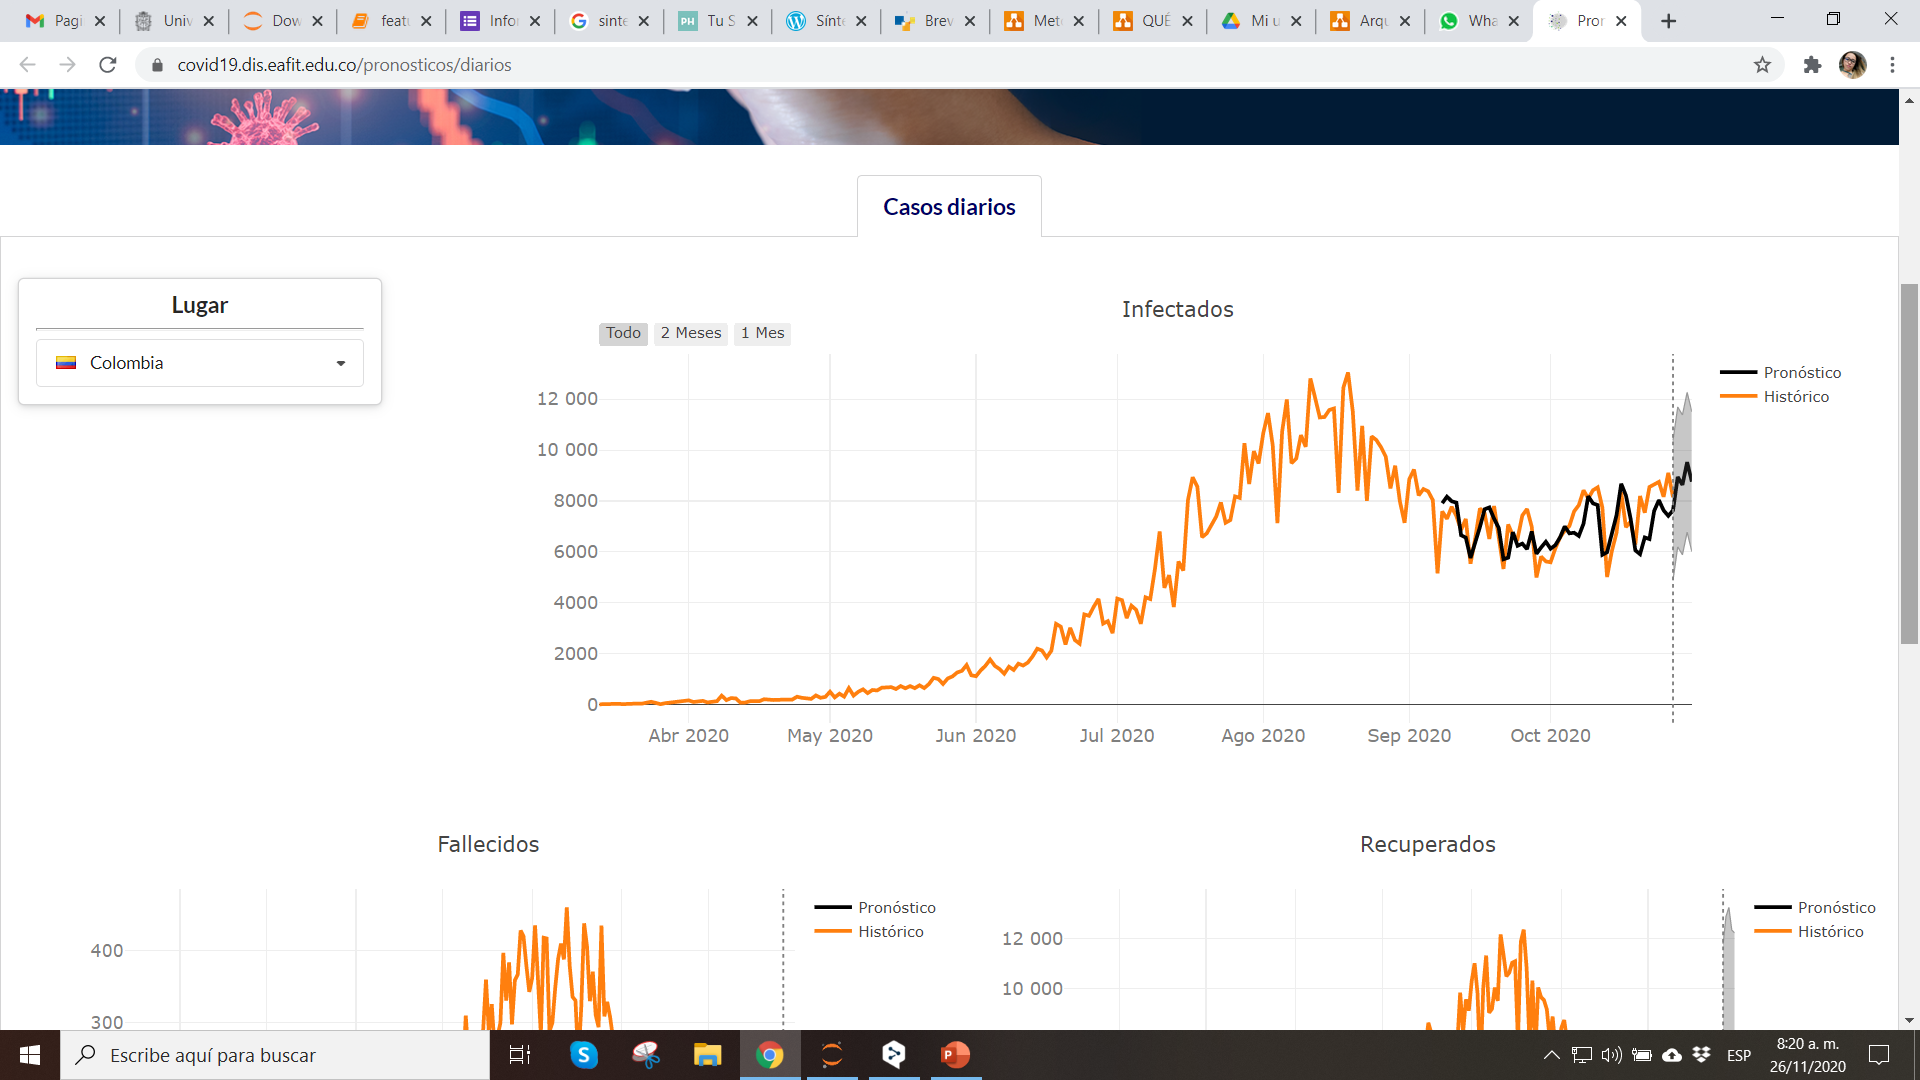 Pagi
Univ
Dow
featu
Infor
sinte
Tu S
Sínte
Brev
Meto
QUÉ
Mi u
Arqu
Wha
Pron
covid19.dis.eafit.edu.co/pronosticos/diarios
Casos diarios
Lugar
Colombia
Infectados
Todo 2 Meses 1 Mes
Pronóstico
Histórico
12 000
10 000
8000
6000
4000
2000
0
Abr 2020 May 2020 Jun 2020 Jul 2020 Ago 2020 Sep 2020 Oct 2020
Fallecidos
Pronóstico
Histórico
400
300
Recuperados
Pronóstico
Histórico
12 000
10 000
Escribe aquí para buscar
ESP
8:20 a. m.
26/11/2020